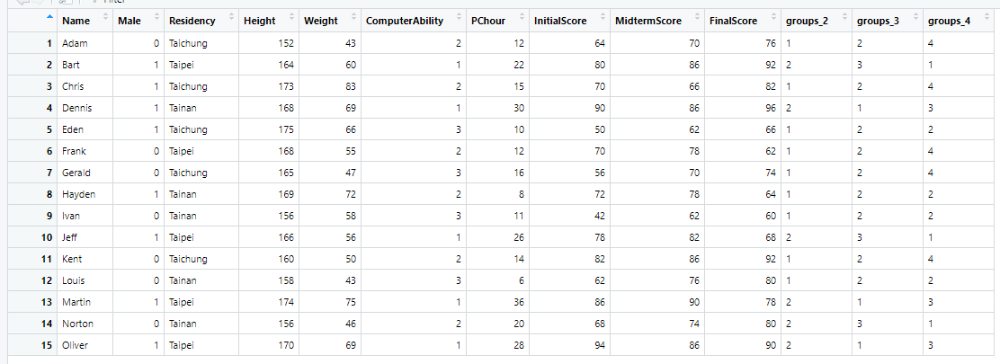 Filter
Name Male Residency Height Weight ComputerAbility PChour InitialScore MidtermScore FinalScore groups_2 groups_3 groups_4
1 Adam 0 Taichung 152 43 2 12 64 70 76 1 2 4
2 Bart 1 Taipei 164 60 1 22 80 86 92 2 3 1
3 Chris 1 Taichung 173 83 2 15 70 66 82 1 2 4
4 Dennis 1 Tainan 168 69 1 30 90 86 96 2 1 3
5 Eden 1 Taichung 175 66 3 10 50 62 66 1 2 2
6 Frank 0 Taipei 168 55 2 12 70 78 62 1 2 4
7 Gerald 0 Taichung 165 47 3 16 56 70 74 1 2 4
8 Hayden 1 Tainan 169 72 2 8 72 78 64 1 2 2
9 Ivan 0 Tainan 156 58 3 11 42 62 60 1 2 2
10 Jeff 1 Taipei 166 56 1 26 78 82 68 2 3 1
11 Kent 0 Taichung 160 50 2 14 82 86 92 1 2 4
12 Louis 0 Tainan 158 43 3 6 62 76 80 1 2 2
13 Martin 1 Taipei 174 75 1 36 86 90 78 2 1 3
14 Norton 0 Tainan 156 46 2 20 68 74 80 2 3 1
15 Oliver 1 Taipei 170 69 1 28 94 86 90 2 1 3